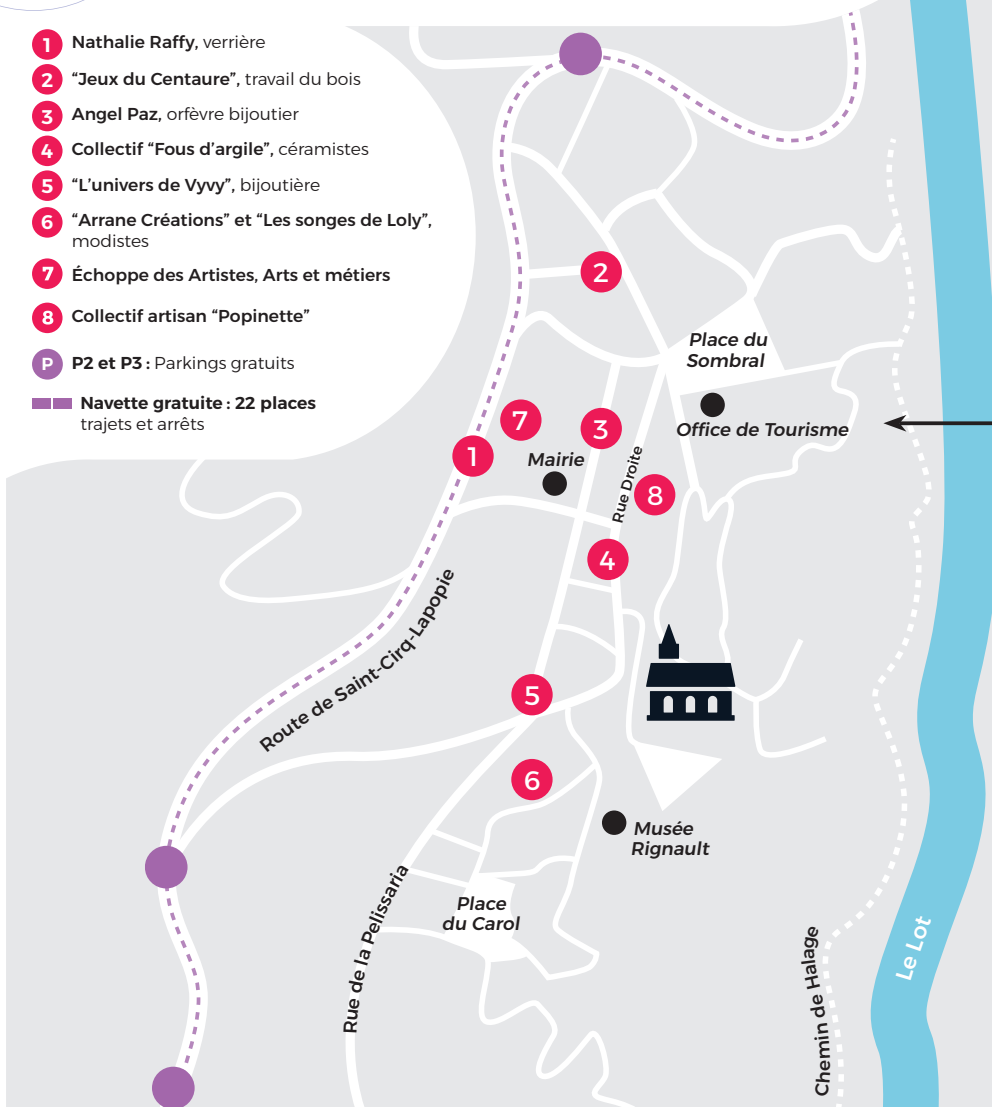 1 Nathalie Raffy, verrière
2 “Jeux du Centaure”, travail du bois
3 Angel Paz, orfèvre bijoutier
4 Collectif “Fous d’argile”, céramistes
5 “L’univers de Vyvy”, bijoutière
6 “Arrane Créations” et “Les songes de Loly”,
modistes
7 Échoppe des Artistes, Arts et métiers
8 Collectif artisan “Popinette”
P P2 et P3 : Parkings gratuits
Navette gratuite : 22 places
trajets et arrêts
2
Place du
Sombral
Office de Tourisme
7
3
1
Mairie
Rue Droite
8
4
Route de Saint-Cirq-Lapopie
5
6
Musée
Rignault
Place
du Carol
Rue de la Pelissaria
Chemin de Halage
Le Lot